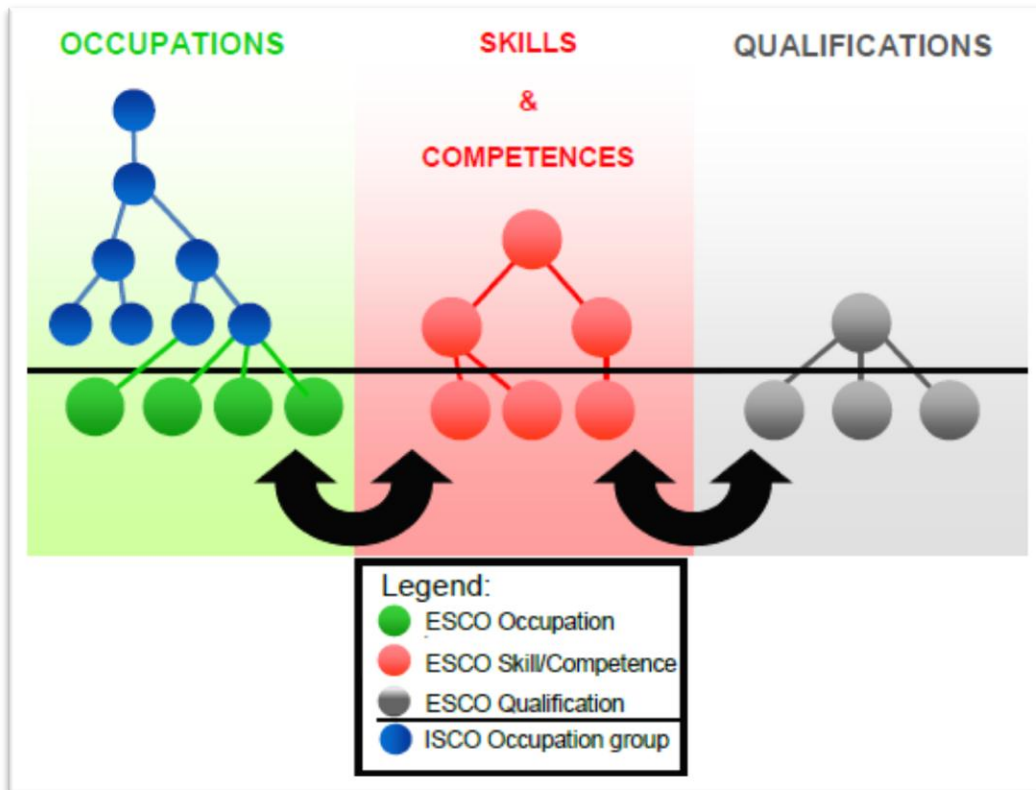 OCCUPATIONS
SKILLS
&
COMPETENCES
QUALIFICATIONS
Legend:
ESCO Occupation
ESCO Skill/Competence
ESCO Qualification
ISCO Occupation group